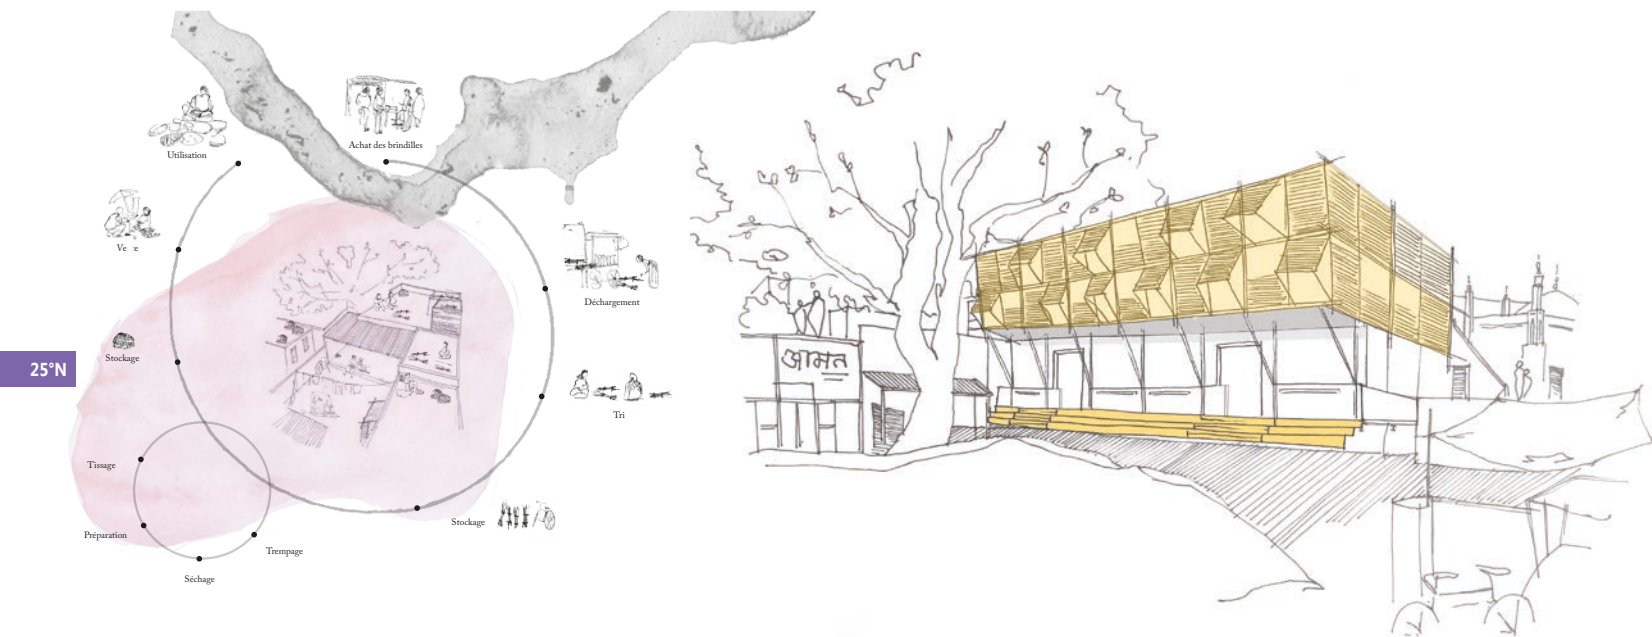 Achat des brindilles
Utilisation
Déchargement
Stockage
25°N
आमत
Tri
Tissage
Stockage
Préparation
Trempage
Séchage